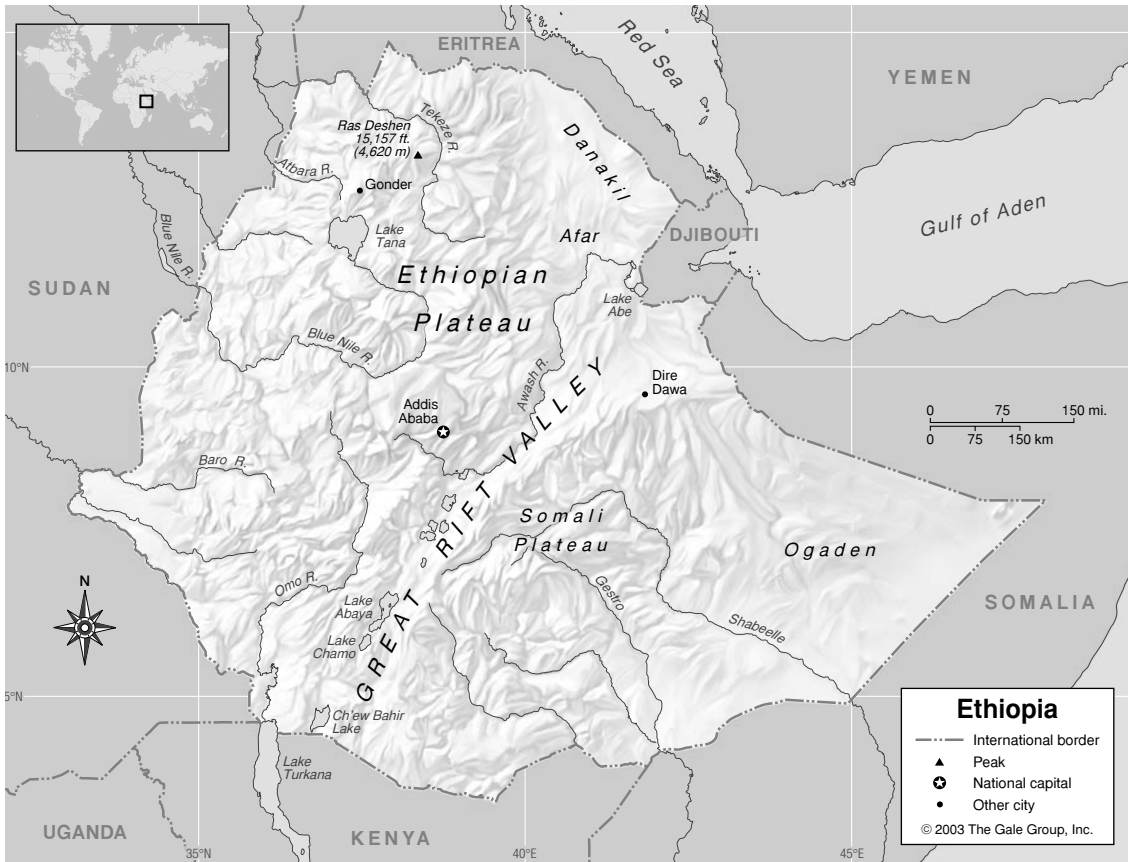 ERITREA
Red Sea
YEMEN
Ras Deshen
15,157 ft.
(4,620 m)
Tekeze R.
Danakil
Atbara R.
Gonder
Blue Nile R.
Lake
Tana
Afar
DJIBOUTI
Gulf of Aden
SUDAN
Ethiopian
Plateau
Lake
Abe
Blue Nile R.
10°N
Awash R.
Dire
Dawa
Addis
Ababa
0 75 150 mi.
0 75 150 km
Baro R.
GREAT RIFT VALLEY
Somali
Plateau
Ogaden
N
Omo R.
Lake
Abaya
Gestro
Shabeelle
SOMALIA
Lake
Chamo
5°N
Ch'ew Bahir
Lake
Lake
Turkana
UGANDA
KENYA
35°N
40°E
45°E
Ethiopia
International border
Peak
National capital
Other city
© 2003 The Gale Group, Inc.